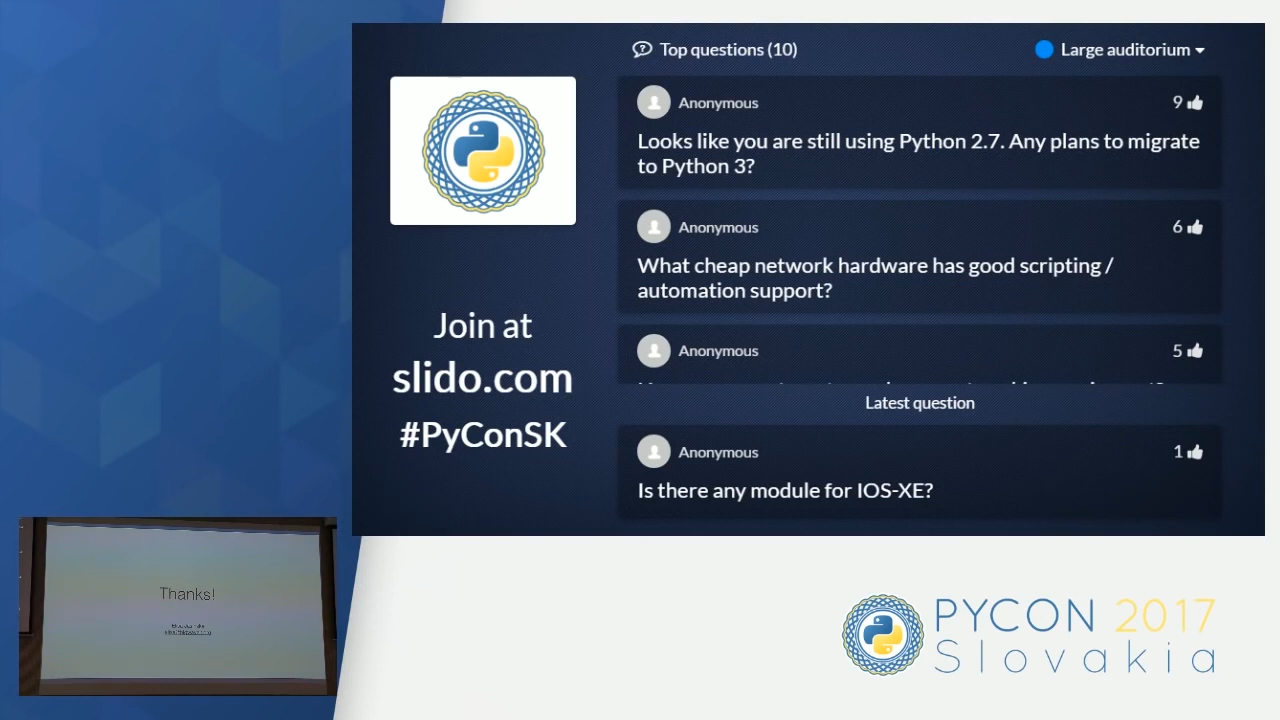 Top questions (10)
Large auditorium
Anonymous
9
Looks like you are still using Python 2.7. Any plans to migrate
to Python 3?
Anonymous
6
What cheap network hardware has good scripting /
automation support?
Anonymous
5
Latest question
Anonymous
1
Is there any module for IOS-XE?
Join at
slido.com
#PyConSK
Thanks!
PYCON 2017
Slovakia